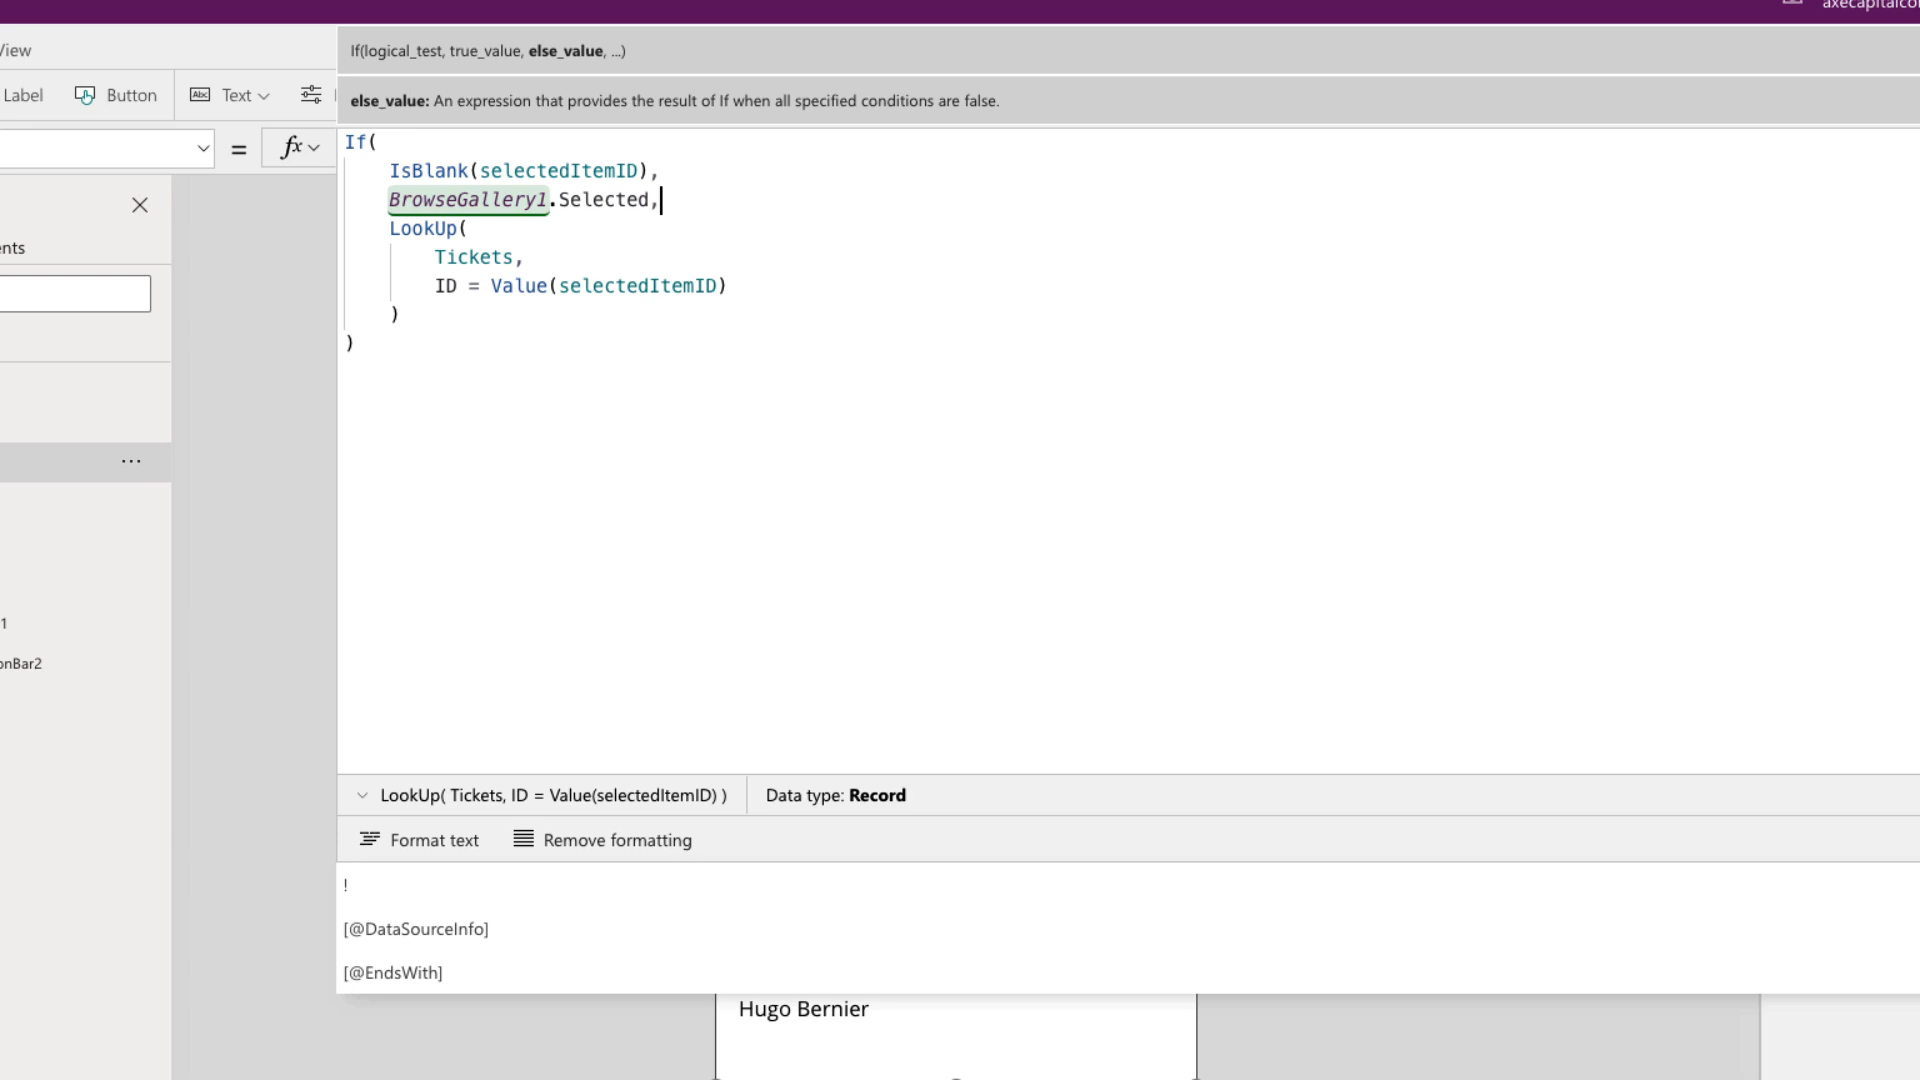 If(logical_test, true_value, else_value, ...)
View
Label Button Abc Text
else_value: An expression that provides the result of If when all specified conditions are false.
= fx
If(
IsBlank(selectedItemID),
BrowseGallery1.Selected,
LookUp(
Tickets,
ID = Value(selectedItemID)
)
)
ents
...
1
onBar2
LookUp( Tickets, ID = Value(selectedItemID) ) Data type: Record
Format text Remove formatting
!
[@DataSourceInfo]
[@EndsWith]
Hugo Bernier